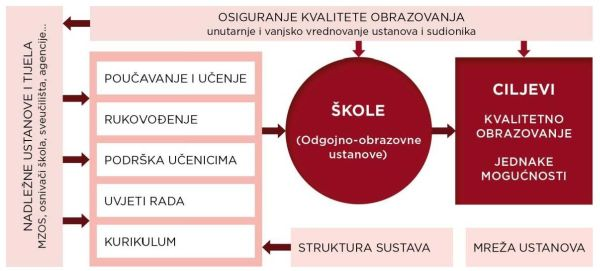 OSIGURANJE KVALITETE OBRAZOVANJA
unutarnje i vanjsko vrednovanje ustanova i sudionika
NADLEŽNE USTANOVE I TIJELA
MZOS, osnivači škola, sveučilišta, agencije...
POUČAVANJE I UČENJE
RUKOVOĐENJE
PODRŠKA UČENICIMA
UVJETI RADA
KURIKULUM
ŠKOLE
(Odgojno-obrazovne
ustanove)
CILJEVI
KVALITETNO
OBRAZOVANJE
JEDNAKE
MOGUĆNOSTI
STRUKTURA SUSTAVA
MREŽA USTANOVA